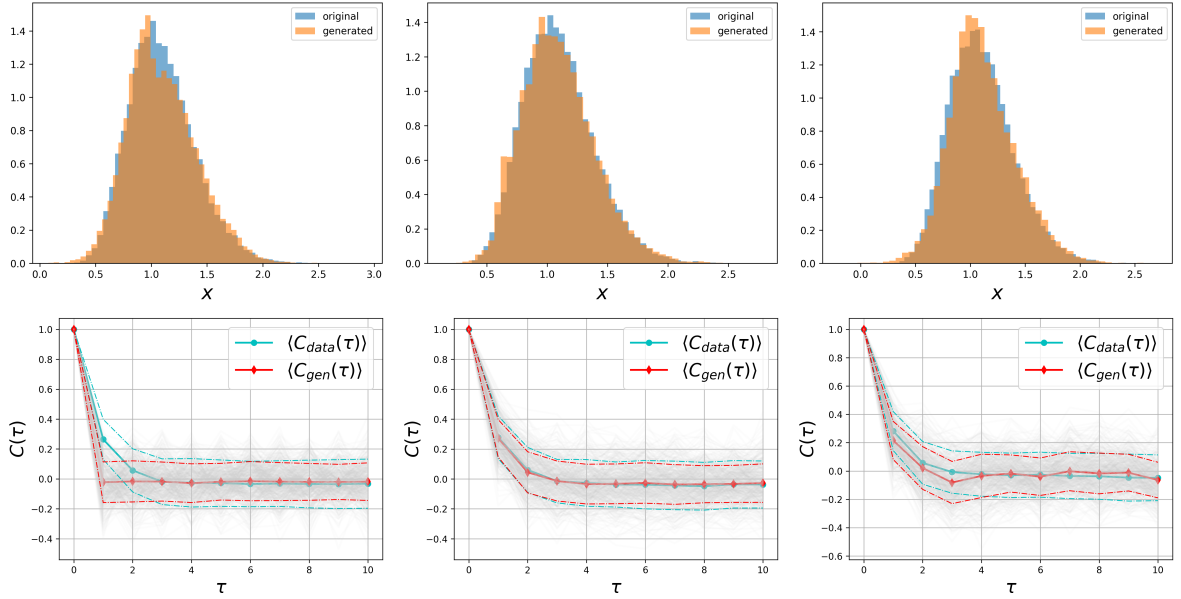 original
generated
0.0 0.2 0.4 0.6 0.8 1.0 1.2 1.4
0.0 0.5 1.0 1.5 2.0 2.5 3.0
x
original
generated
0.0 0.2 0.4 0.6 0.8 1.0 1.2 1.4
0.5 1.0 1.5 2.0 2.5
x
original
generated
0.0 0.2 0.4 0.6 0.8 1.0 1.2 1.4
0.0 0.5 1.0 1.5 2.0 2.5
x
⟨C_data(τ)⟩
⟨C_gen(τ)⟩
C(τ)
1.0 0.8 0.6 0.4 0.2 0.0 −0.2 −0.4
0 2 4 6 8 10
τ
⟨C_data(τ)⟩
⟨C_gen(τ)⟩
C(τ)
1.0 0.8 0.6 0.4 0.2 0.0 −0.2 −0.4
0 2 4 6 8 10
τ
⟨C_data(τ)⟩
⟨C_gen(τ)⟩
C(τ)
1.0 0.8 0.6 0.4 0.2 0.0 −0.2 −0.4 −0.6
0 2 4 6 8 10
τ